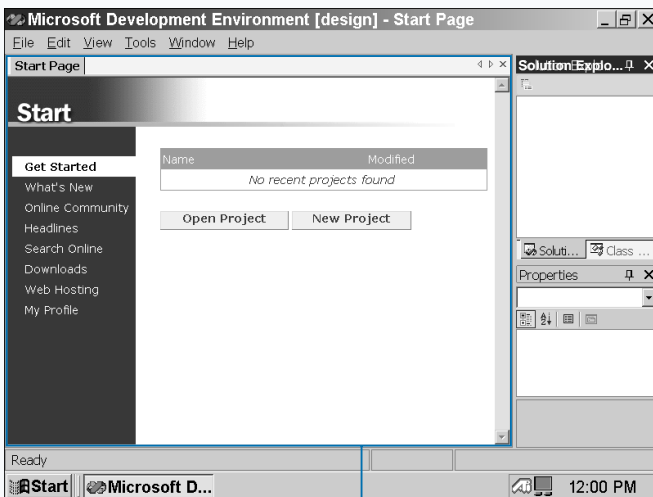 Microsoft Development Environment [design] - Start Page
File Edit View Tools Window Help
Start Page
Start
Get Started
What's New
Online Community
Headlines
Search Online
Downloads
Web Hosting
My Profile
Name Modified
No recent projects found
Open Project New Project
Solution Explo...
Soluti... Class ...
Properties
Ready
Start Microsoft D... 12:00 PM